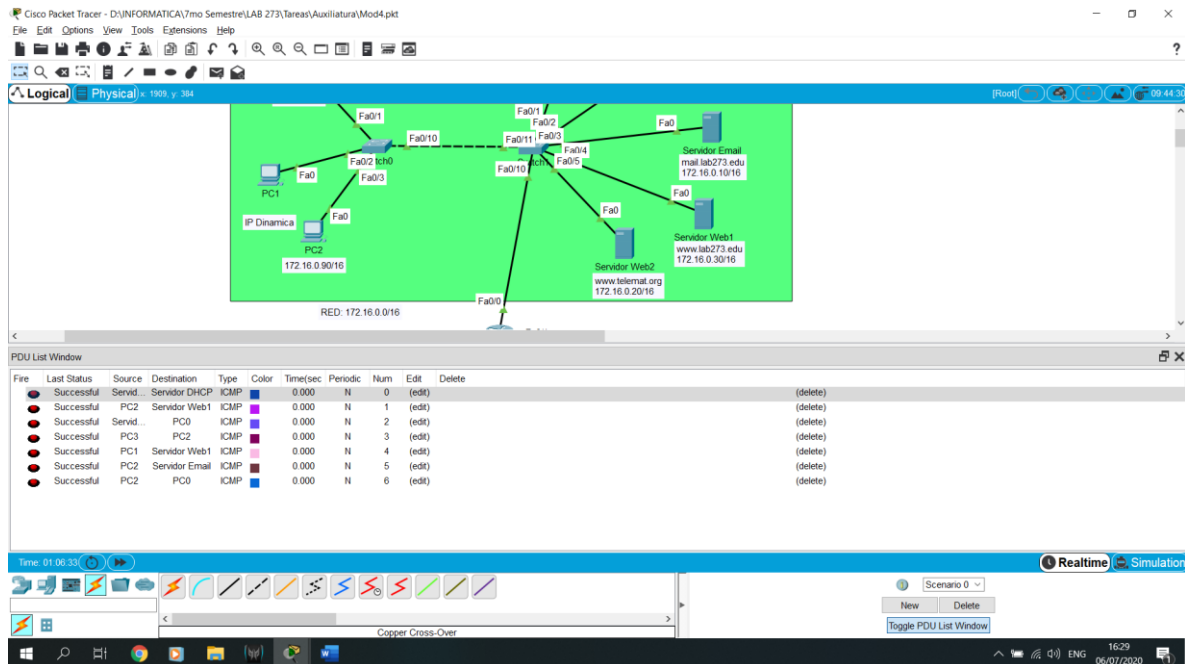 Cisco Packet Tracer - D:\INFORMATICA\7mo Semestre\LAB 273\Tareas\Auxiliatura\Mod4.pkt
File Edit Options View Tools Extensions Help
?
Logical Physical x: 1909, y: 384 [Root] 09:44:30
Fa0/1
Fa0/10
Fa0/2
Fa0/3
Fa0
PC1
IP Dinamica
Fa0
PC2
172.16.0.90/16
Fa0/1
Fa0/2
Fa0/11 Fa0/3
Fa0/4
Fa0/5
Fa0/10
Fa0
Servidor Email
mail.lab273.edu
172.16.0.10/16
Fa0
Servidor Web1
www.lab273.edu
172.16.0.30/16
Fa0
Servidor Web2
www.telemat.org
172.16.0.20/16
Fa0/0
RED: 172.16.0.0/16
PDU List Window
Fire Last Status Source Destination Type Color Time(sec Periodic Num Edit Delete
Successful Servid... Servidor DHCP ICMP 0.000 N 0 (edit) (delete)
Successful PC2 Servidor Web1 ICMP 0.000 N 1 (edit) (delete)
Successful Servid... PC0 ICMP 0.000 N 2 (edit) (delete)
Successful PC3 PC2 ICMP 0.000 N 3 (edit) (delete)
Successful PC1 Servidor Web1 ICMP 0.000 N 4 (edit) (delete)
Successful PC2 Servidor Email ICMP 0.000 N 5 (edit) (delete)
Successful PC2 PC0 ICMP 0.000 N 6 (edit) (delete)
Time: 01:06:33 Realtime Simulation
Scenario 0
New Delete
Toggle PDU List Window
Copper Cross-Over
ENG 16:29
06/07/2020